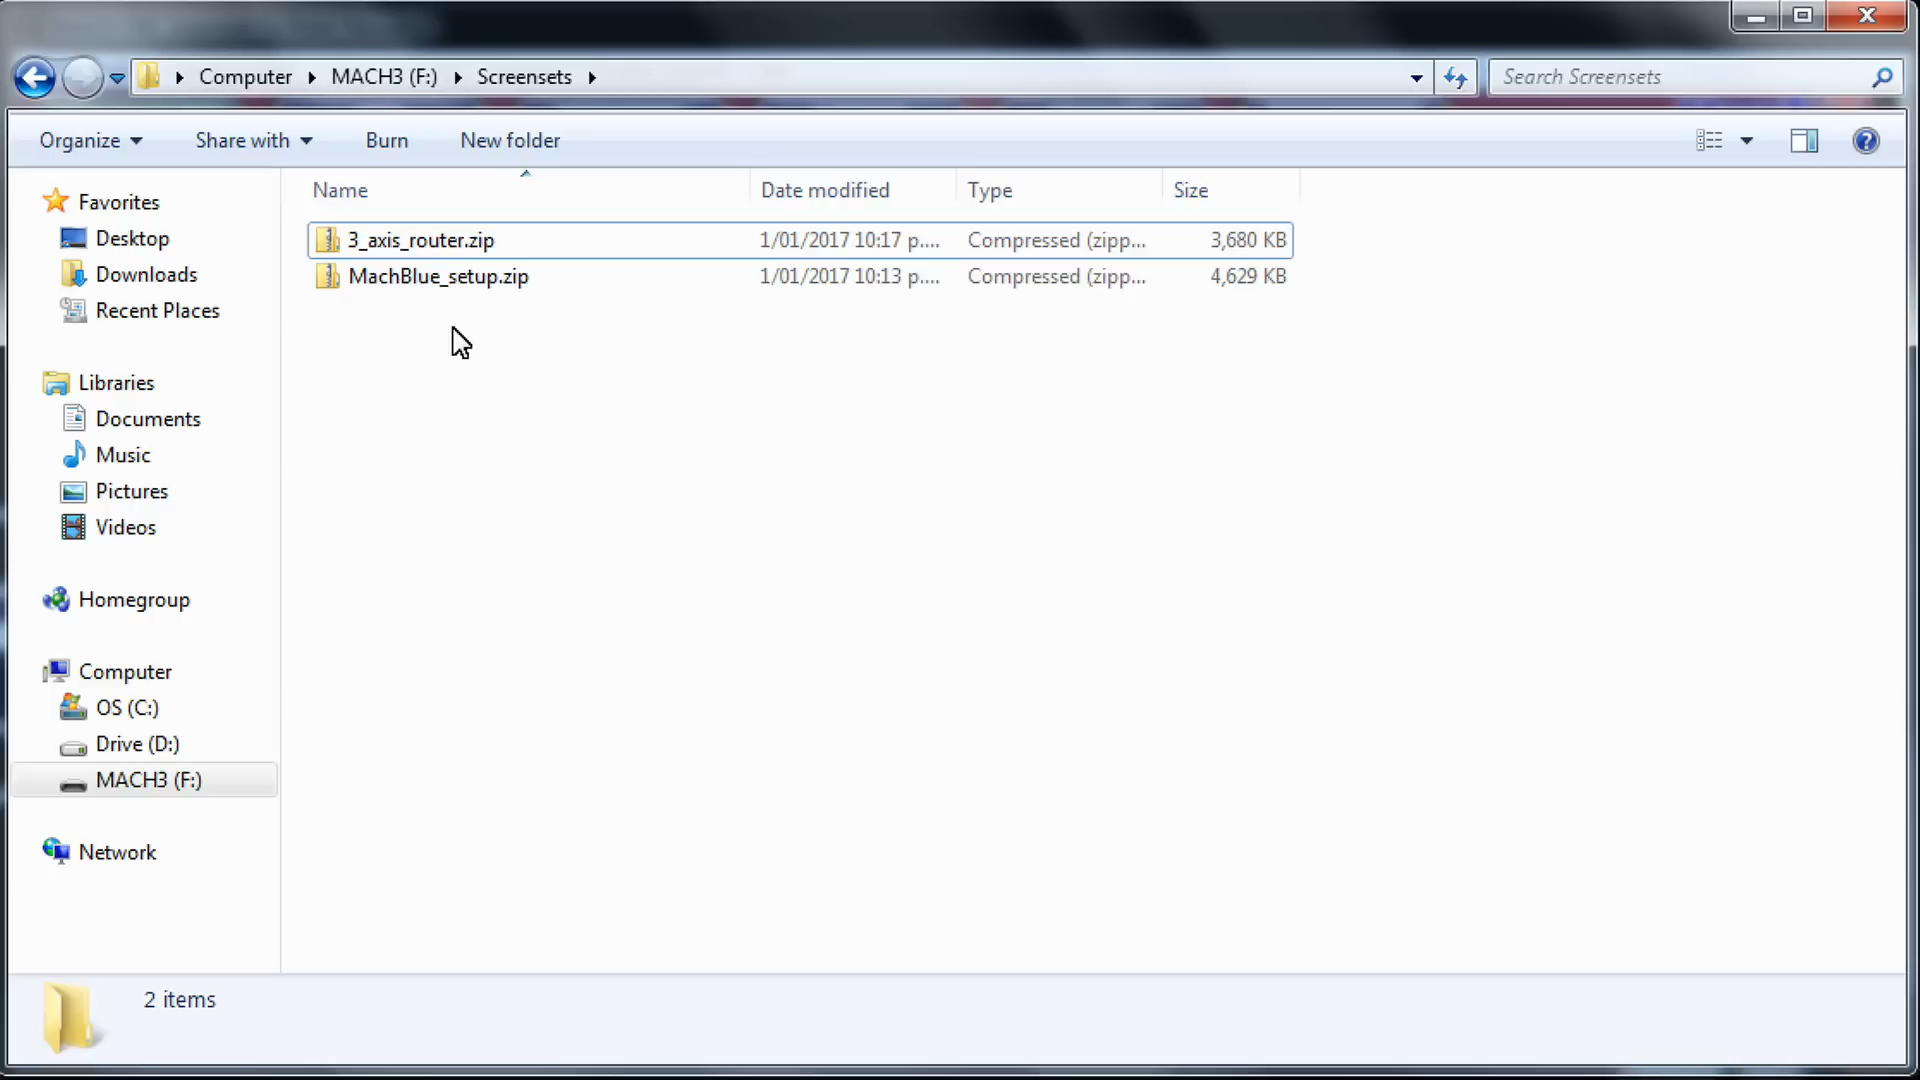 Computer MACH3 (F:) Screensets
Search Screensets
Organize Share with Burn New folder
Name Date modified Type Size
3_axis_router.zip 1/01/2017 10:17 p.... Compressed (zipp... 3,680 KB
MachBlue_setup.zip 1/01/2017 10:13 p.... Compressed (zipp... 4,629 KB
Favorites
Desktop
Downloads
Recent Places
Libraries
Documents
Music
Pictures
Videos
Homegroup
Computer
OS (C:)
Drive (D:)
MACH3 (F:)
Network
2 items